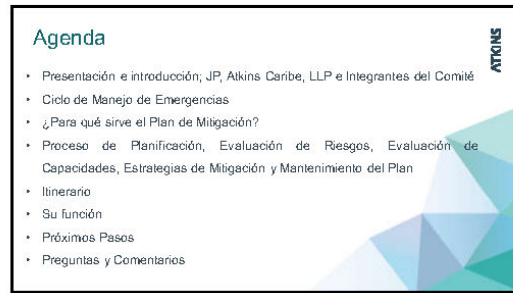 Agenda
ATKINS
• Presentación e introducción; JP, Atkins Caribe, LLP e Integrantes del Comité
• Ciclo de Manejo de Emergencias
• ¿Para qué sirve el Plan de Mitigación?
• Proceso de Planificación, Evaluación de Riesgos, Evaluación de
Capacidades, Estrategias de Mitigación y Mantenimiento del Plan
• Itinerario
• Su función
• Próximos Pasos
• Preguntas y Comentarios